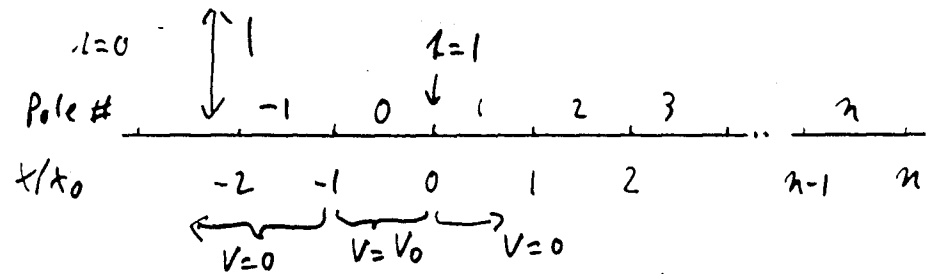 i=0 1 i=1
Pole # -1 0 1 2 3 .. n
x/x₀ -2 -1 0 1 2 n-1 n
V=0 V=V₀ V=0